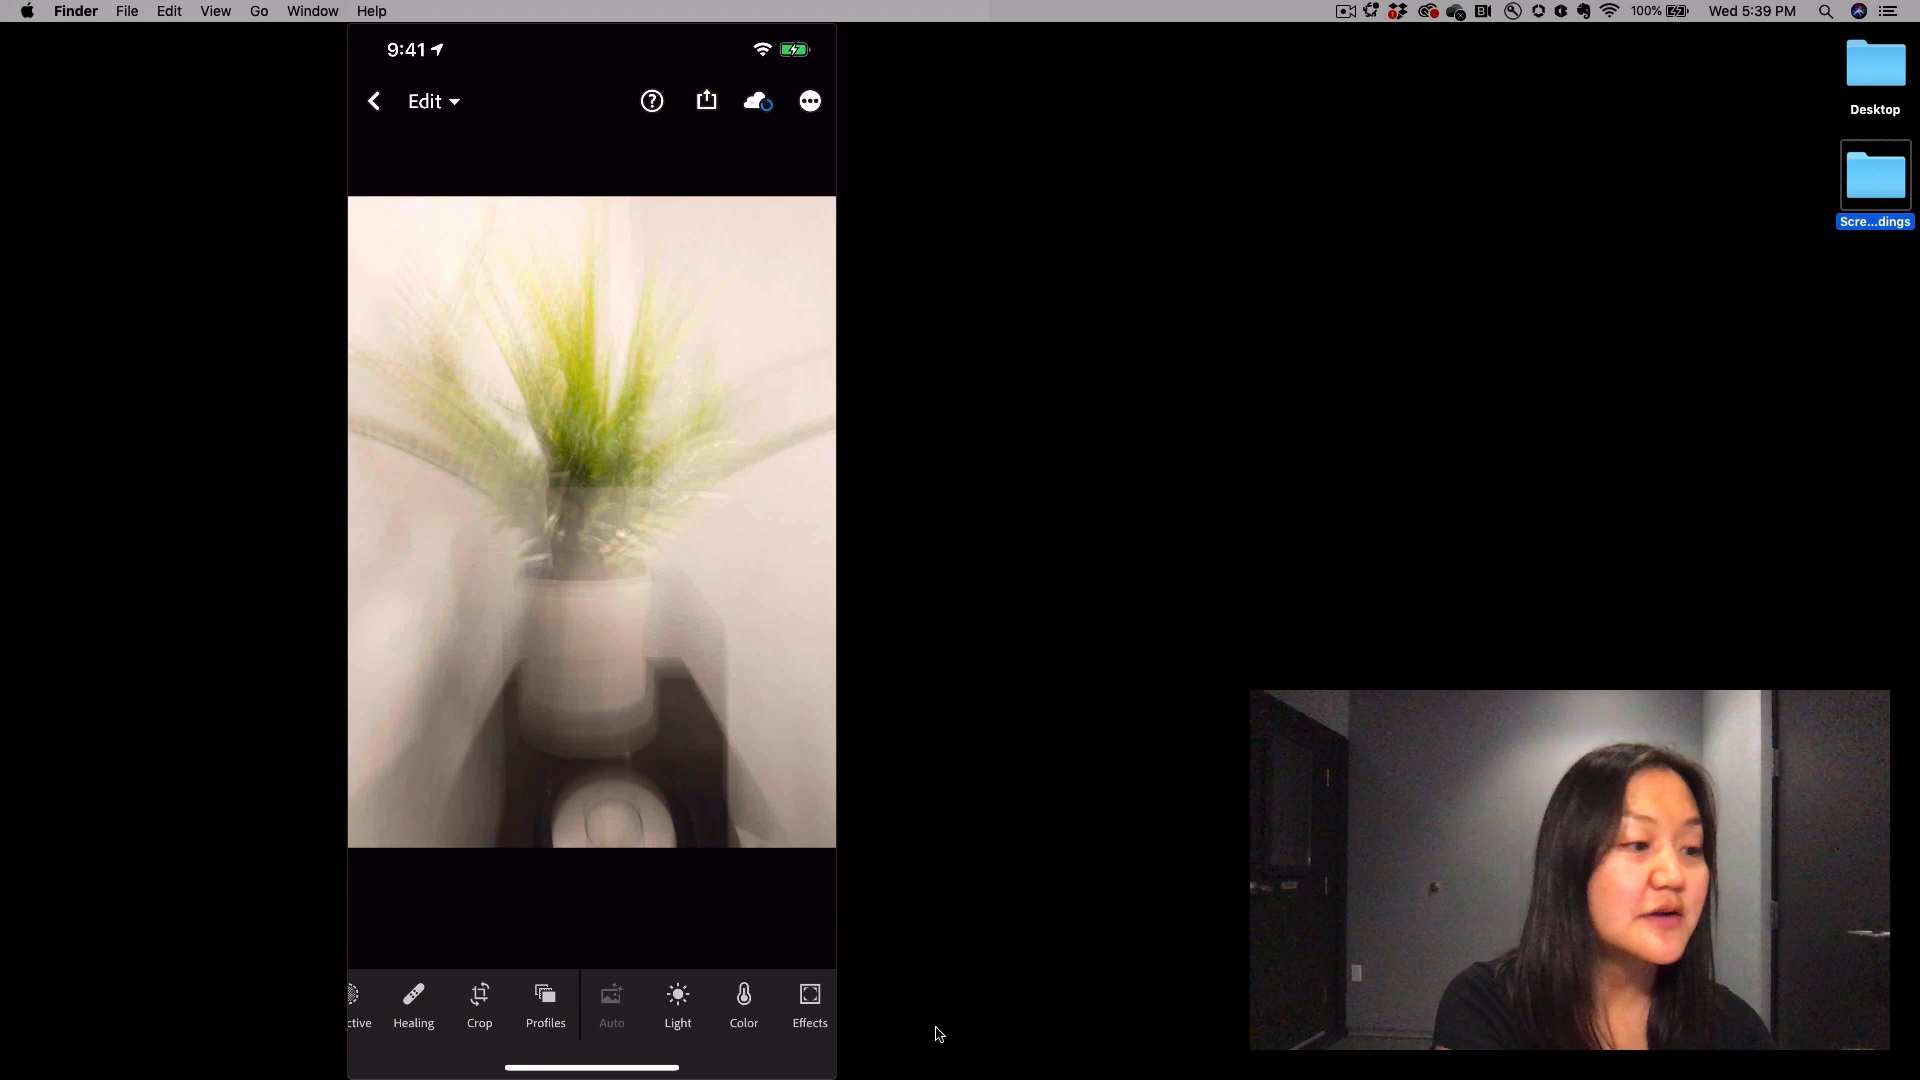 Finder File Edit View Go Window Help
100% Wed 5:39 PM
Desktop
Scre...dings
9:41
Edit
ctive Healing Crop Profiles Auto Light Color Effects